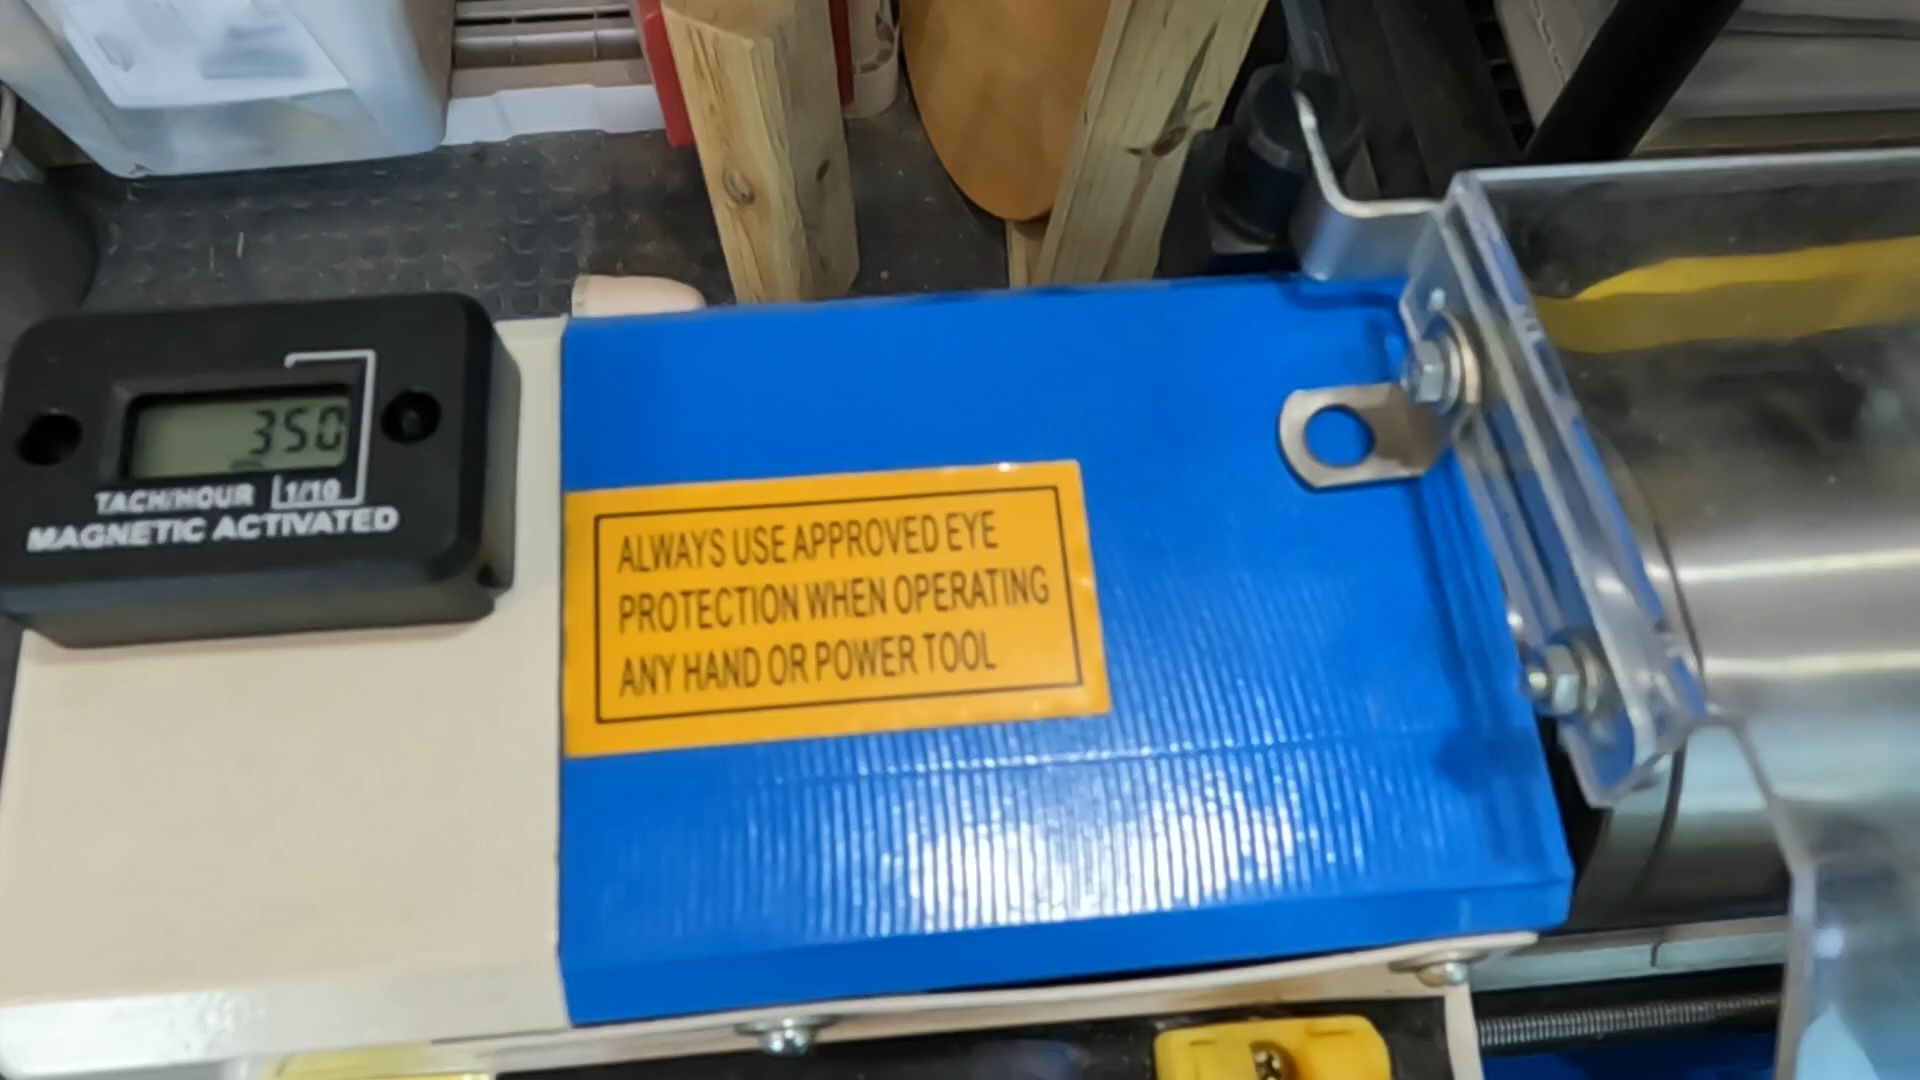 350
TACH/HOUR 1/10
MAGNETIC ACTIVATED
ALWAYS USE APPROVED EYE
PROTECTION WHEN OPERATING
ANY HAND OR POWER TOOL